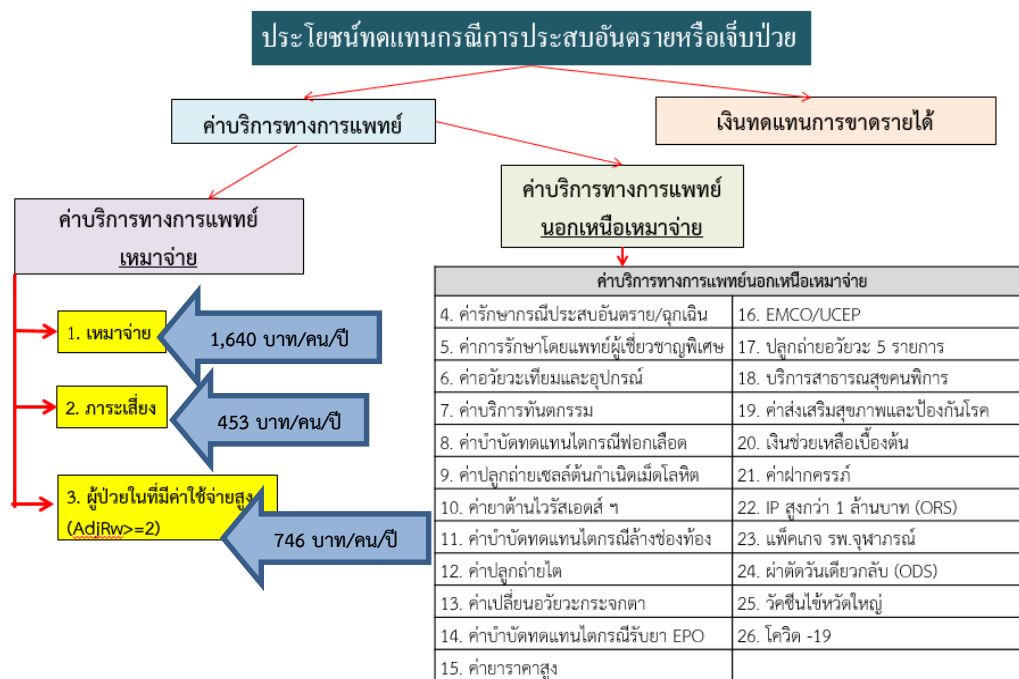 ประโยชน์ทดแทนกรณีการประสบอันตรายหรือเจ็บป่วย
ค่าบริการทางการแพทย์
เงินทดแทนการขาดรายได้
ค่าบริการทางการแพทย์
เหมาจ่าย
ค่าบริการทางการแพทย์
นอกเหนือเหมาจ่าย
1. เหมาจ่าย
1,640 บาท/คน/ปี
2. ภาระเสี่ยง
453 บาท/คน/ปี
3. ผู้ป่วยในที่มีค่าใช้จ่ายสูง
(AdjRw>=2)
746 บาท/คน/ปี
ค่าบริการทางการแพทย์นอกเหนือเหมาจ่าย
4. ค่ารักษากรณีประสบอันตราย/ฉุกเฉิน
16. EMCO/UCEP
5. ค่าการรักษาโดยแพทย์ผู้เชี่ยวชาญพิเศษ
17. ปลูกถ่ายอวัยวะ 5 รายการ
6. ค่าอวัยวะเทียมและอุปกรณ์
18. บริการสาธารณสุขคนพิการ
7. ค่าบริการทันตกรรม
19. ค่าส่งเสริมสุขภาพและป้องกันโรค
8. ค่าบำบัดทดแทนไตกรณีฟอกเลือด
20. เงินช่วยเหลือเบื้องต้น
9. ค่าปลูกถ่ายเซลล์ต้นกำเนิดเม็ดโลหิต
21. ค่าฝากครรภ์
10. ค่ายาต้านไวรัสเอดส์ ฯ
22. IP สูงกว่า 1 ล้านบาท (ORS)
11. ค่าบำบัดทดแทนไตกรณีล้างช่องท้อง
23. แพ็คเกจ รพ.จุฬาภรณ์
12. ค่าปลูกถ่ายไต
24. ผ่าตัดวันเดียวกลับ (ODS)
13. ค่าเปลี่ยนอวัยวะกระจกตา
25. วัคซีนไข้หวัดใหญ่
14. ค่าบำบัดทดแทนไตกรณีรับยา EPO
26. โควิด -19
15. ค่ายาราคาสูง